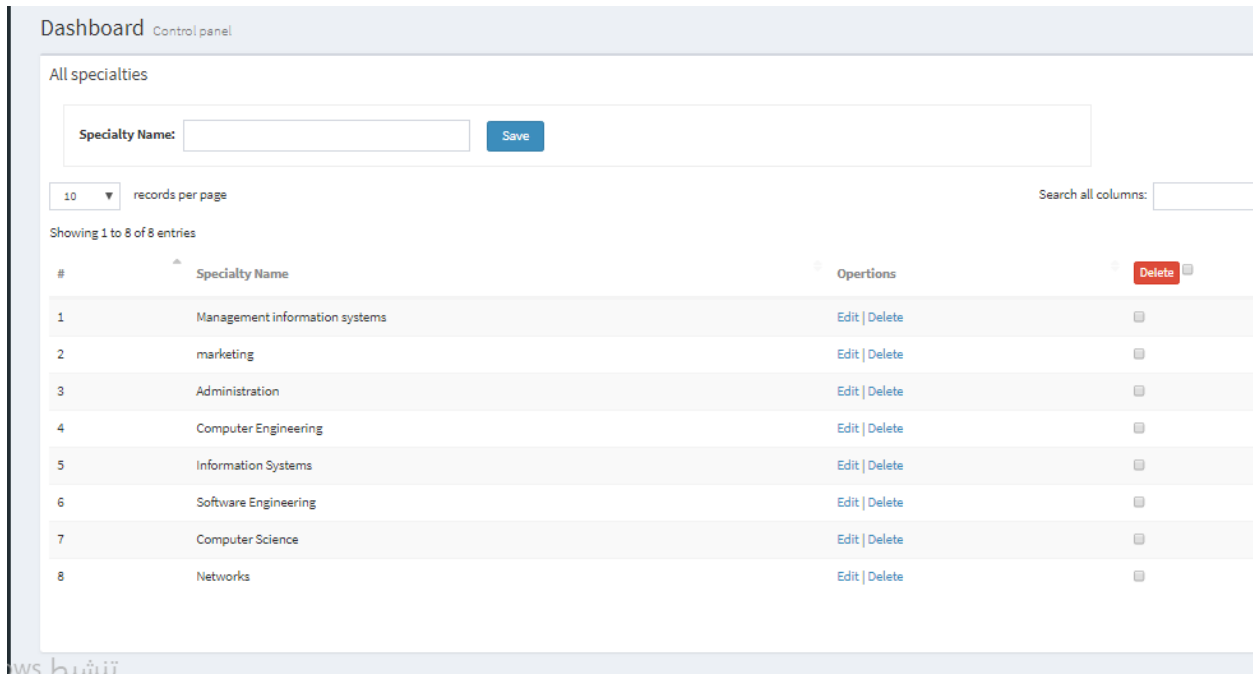 Dashboard Control panel
All specialties
Specialty Name: Save
10 records per page Search all columns:
Showing 1 to 8 of 8 entries
# Specialty Name Opertions Delete
1 Management information systems Edit | Delete
2 marketing Edit | Delete
3 Administration Edit | Delete
4 Computer Engineering Edit | Delete
5 Information Systems Edit | Delete
6 Software Engineering Edit | Delete
7 Computer Science Edit | Delete
8 Networks Edit | Delete
تنشيط ows